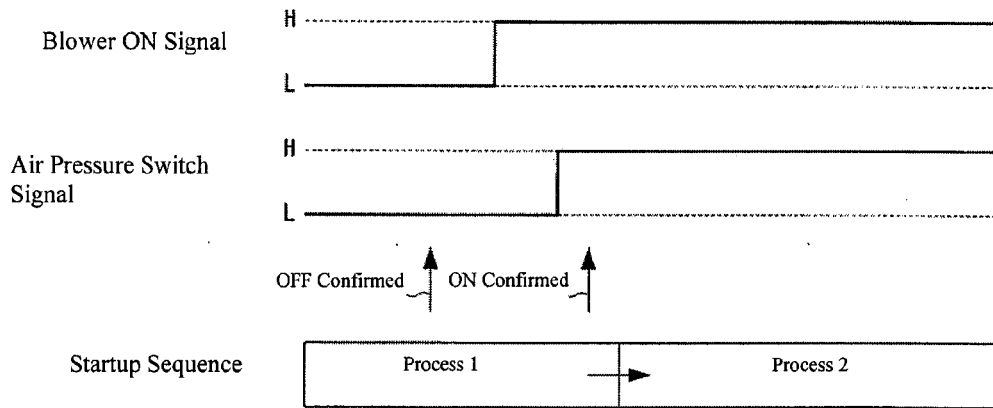 H
Blower ON Signal
L
H
Air Pressure Switch
Signal
L
OFF Confirmed
ON Confirmed
Startup Sequence
Process 1
Process 2